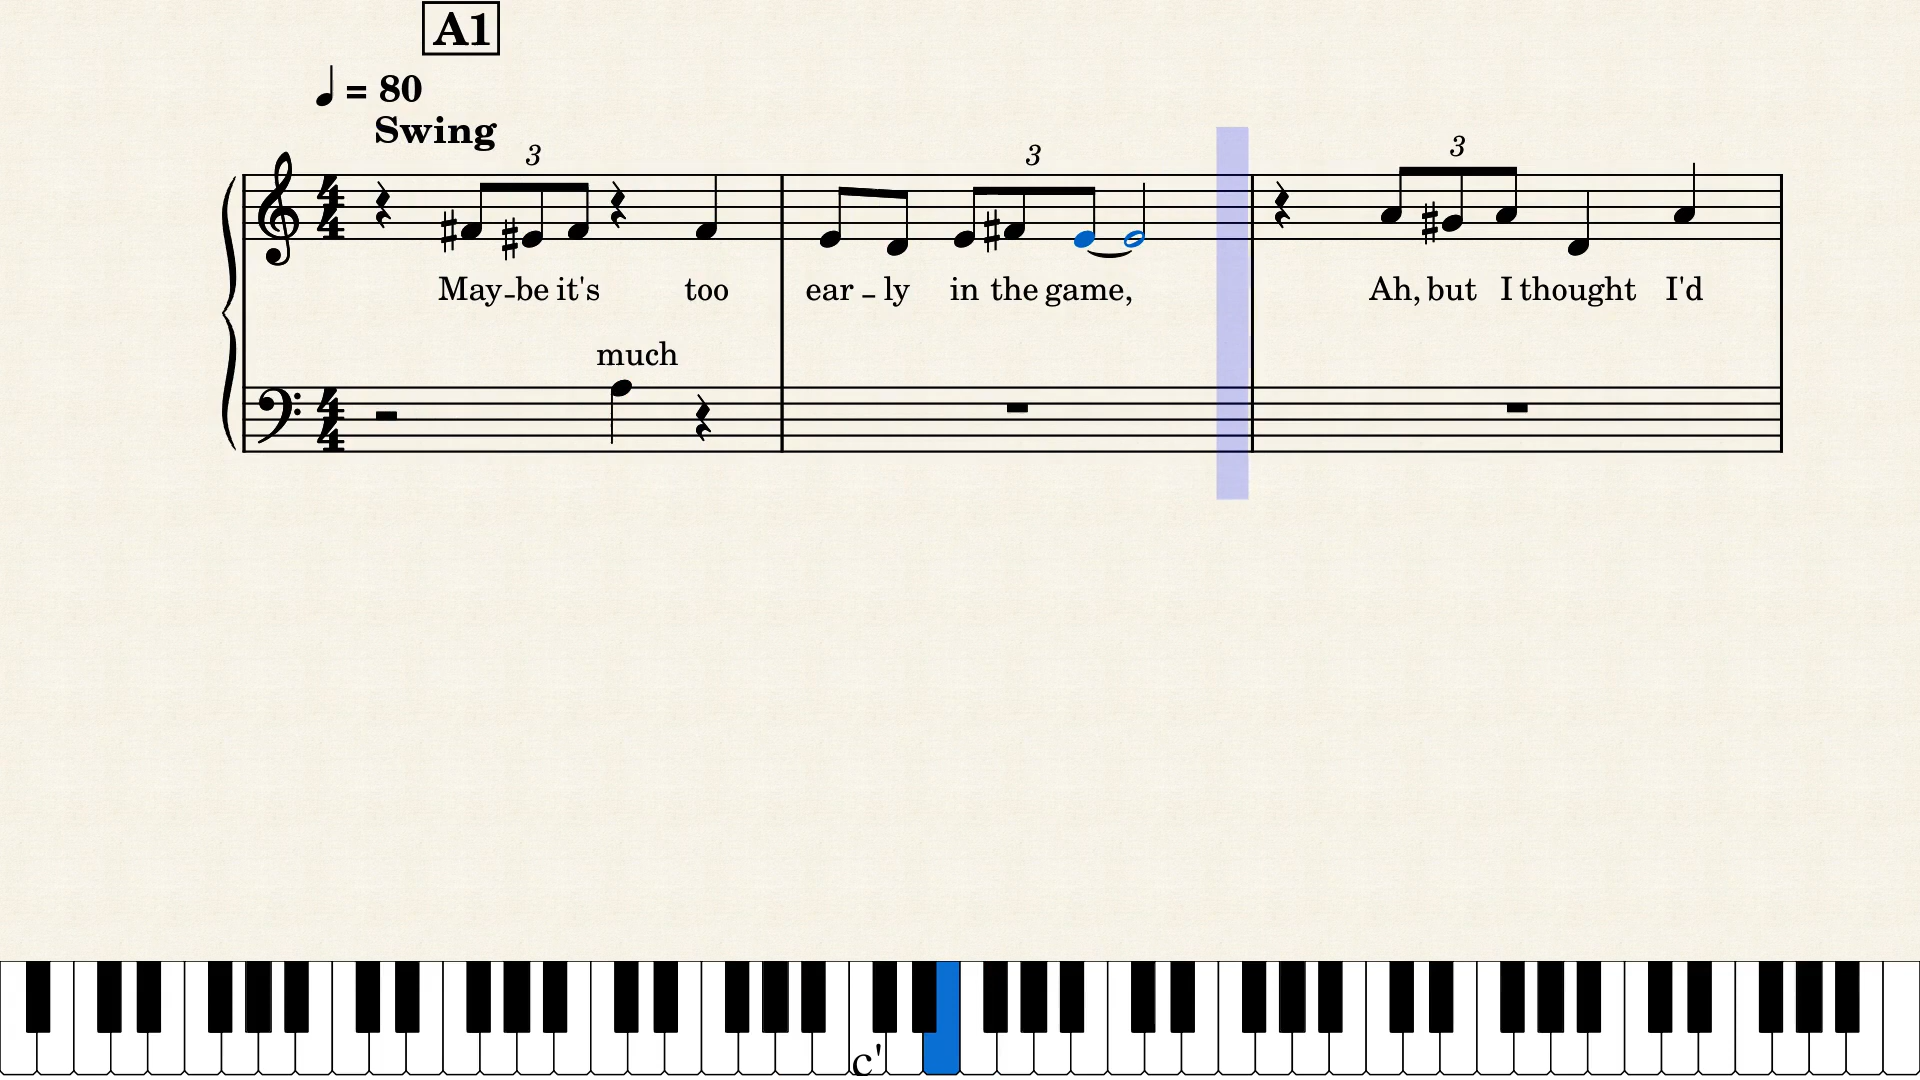 A1
= 80
Swing
3 3 3
May-be it's too ear-ly in the game, Ah, but I thought I'd
much
c'